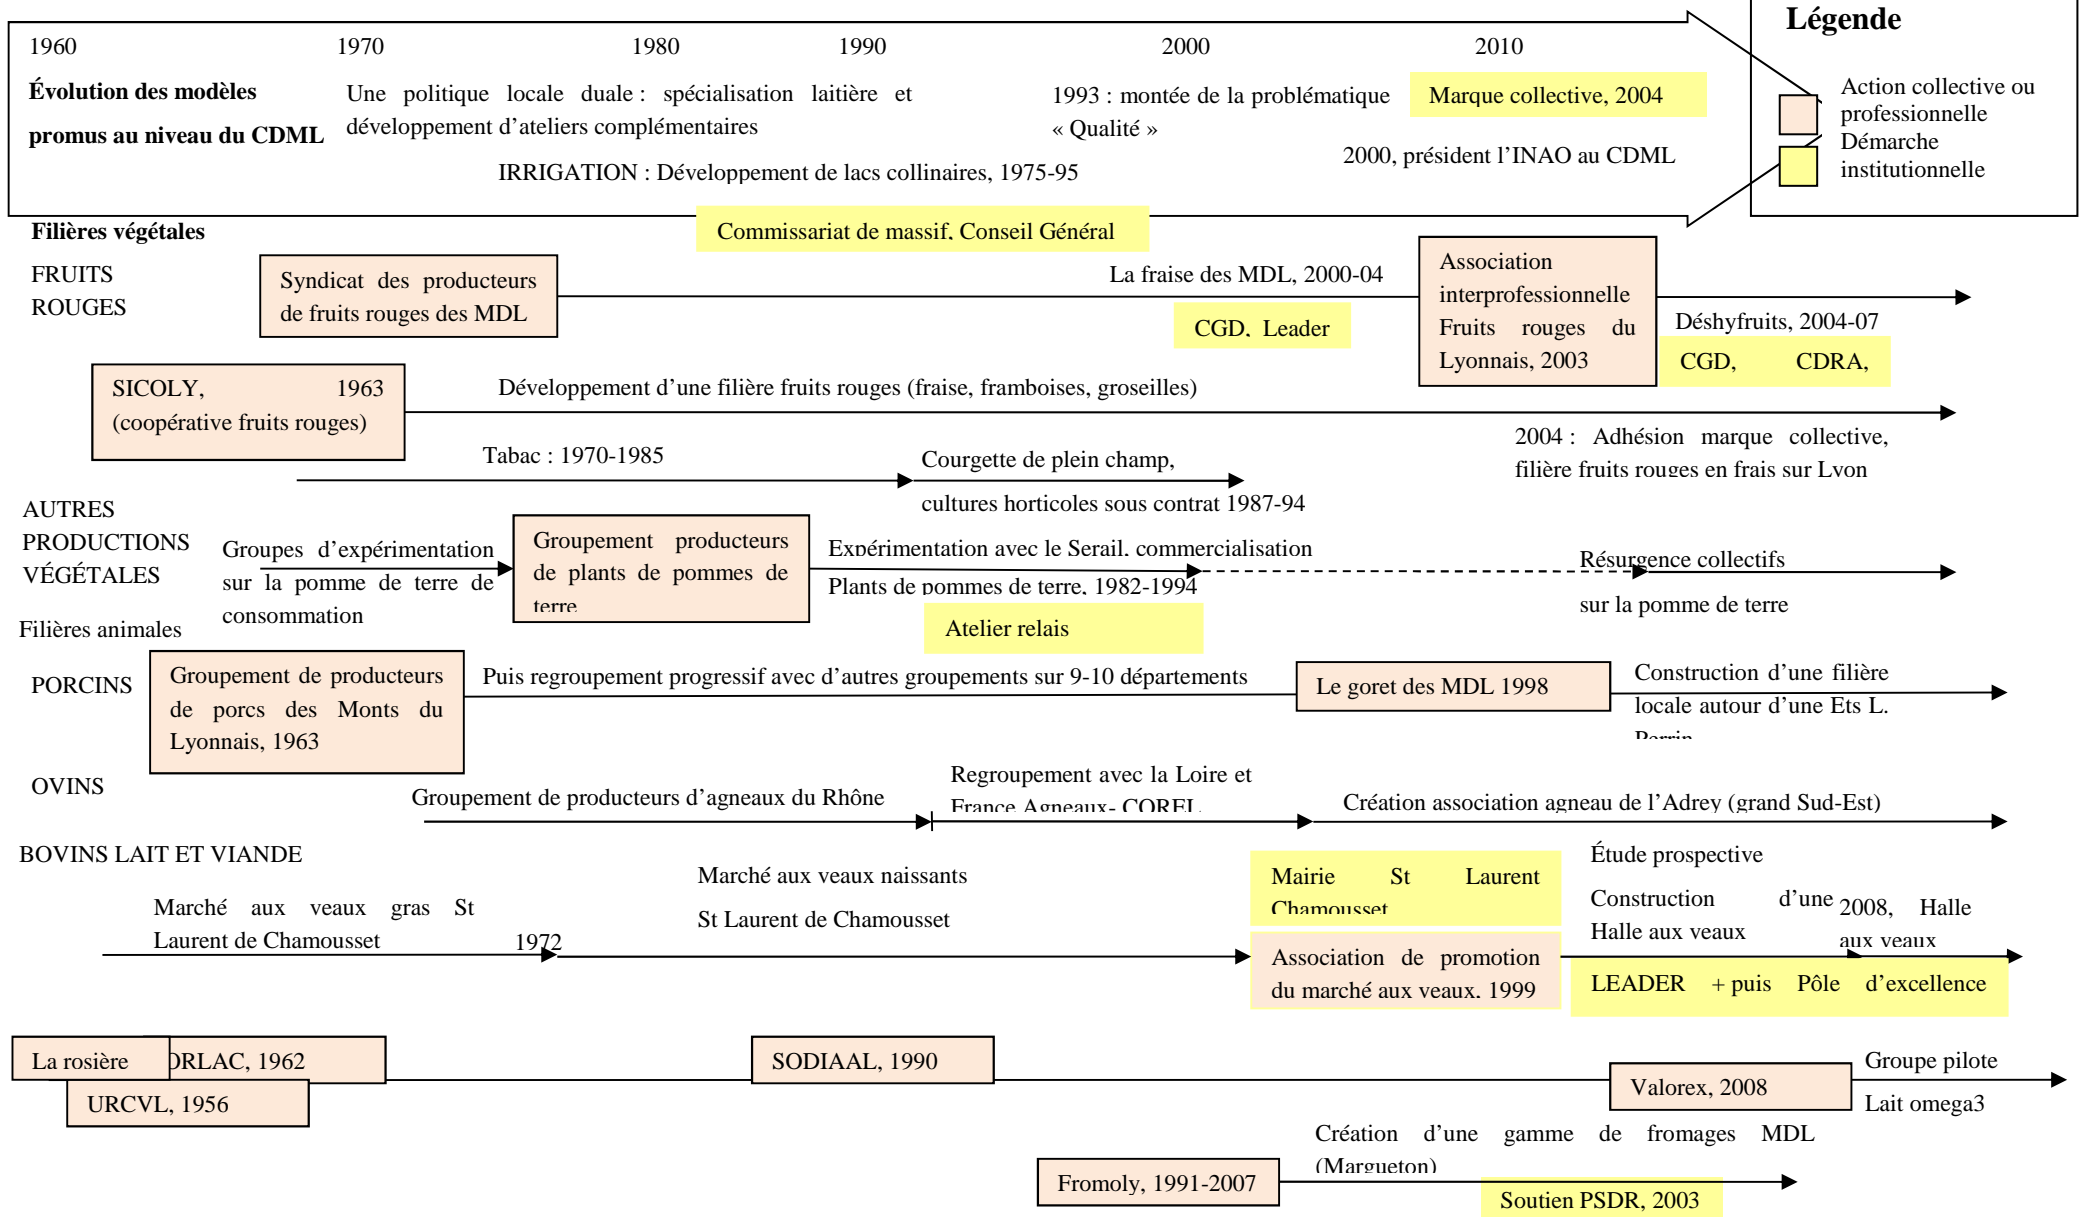 Légende
1960 1970 1980 1990 2000 2010
Évolution des modèles
promus au niveau du CDML
Une politique locale duale : spécialisation laitière et
développement d'ateliers complémentaires
1993 : montée de la problématique
« Qualité »
Marque collective, 2004
Action collective ou
professionnelle
Démarche
institutionnelle
2000, président l'INAO au CDML
IRRIGATION : Développement de lacs collinaires, 1975-95
Filières végétales
Commissariat de massif, Conseil Général
FRUITS
ROUGES
Syndicat des producteurs
de fruits rouges des MDL
La fraise des MDL, 2000-04
CGD, Leader
Association
interprofessionnelle
Fruits rouges du
Lyonnais, 2003
Déshyfruits, 2004-07
CGD, CDRA,
SICOLY, 1963
(coopérative fruits rouges)
Développement d'une filière fruits rouges (fraise, framboises, groseilles)
2004 : Adhésion marque collective,
filière fruits rouges en frais sur Lyon
Tabac : 1970-1985
Courgette de plein champ,
cultures horticoles sous contrat 1987-94
AUTRES
PRODUCTIONS
VÉGÉTALES
Groupes d'expérimentation
sur la pomme de terre de
consommation
Groupement producteurs
de plants de pommes de
terre
Expérimentation avec le Serail, commercialisation
Plants de pommes de terre, 1982-1994
Résurgence collectifs
sur la pomme de terre
Atelier relais
Filières animales
PORCINS
Groupement de producteurs
de porcs des Monts du
Lyonnais, 1963
Puis regroupement progressif avec d'autres groupements sur 9-10 départements
Le goret des MDL 1998
Construction d'une filière
locale autour d'une Ets L.
Perrin
OVINS
Groupement de producteurs d'agneaux du Rhône
Regroupement avec la Loire et
France Agneaux- COREL
Création association agneau de l'Adrey (grand Sud-Est)
BOVINS LAIT ET VIANDE
Marché aux veaux gras St
Laurent de Chamousset
1972
Marché aux veaux naissants
St Laurent de Chamousset
Mairie St Laurent
Chamousset
Association de promotion
du marché aux veaux, 1999
Étude prospective
Construction d'une
Halle aux veaux
2008, Halle
aux veaux
LEADER + puis Pôle d'excellence
La rosière
ORLAC, 1962
URCVL, 1956
SODIAAL, 1990
Valorex, 2008
Groupe pilote
Lait omega3
Création d'une gamme de fromages MDL
(Margueton)
Fromoly, 1991-2007
Soutien PSDR, 2003